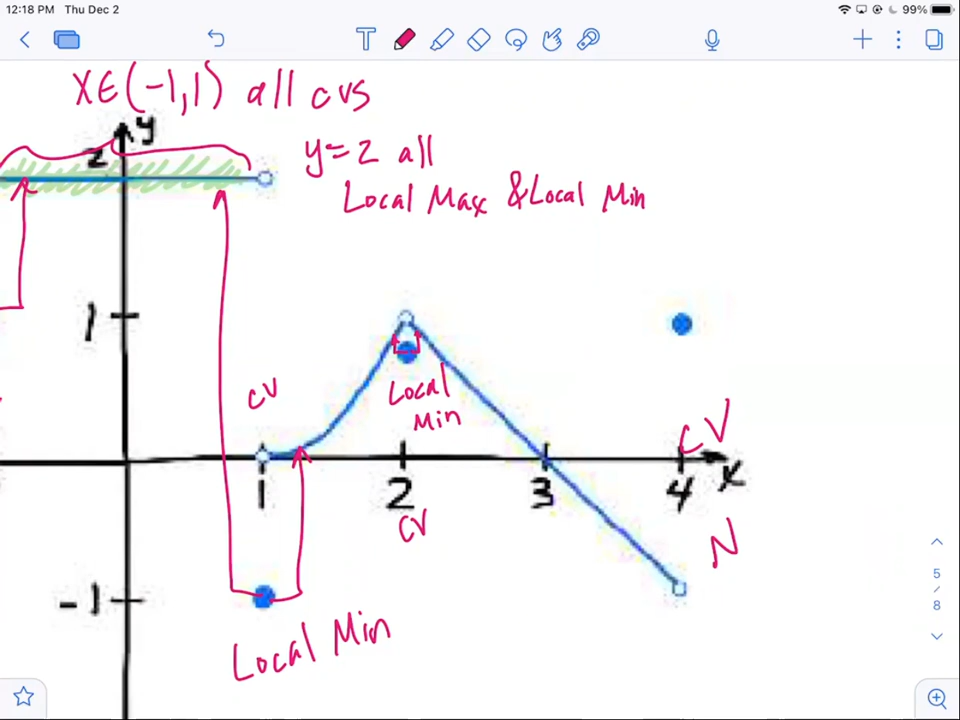 12:18 PM Thu Dec 2
99%
T
X∈(-1,1) all cvs
y
2
y=2 all
Local Max & Local Min
1
CV
Local
Min
CV
x
1 2 3 4
CV
N
-1
Local Min
5
/
8